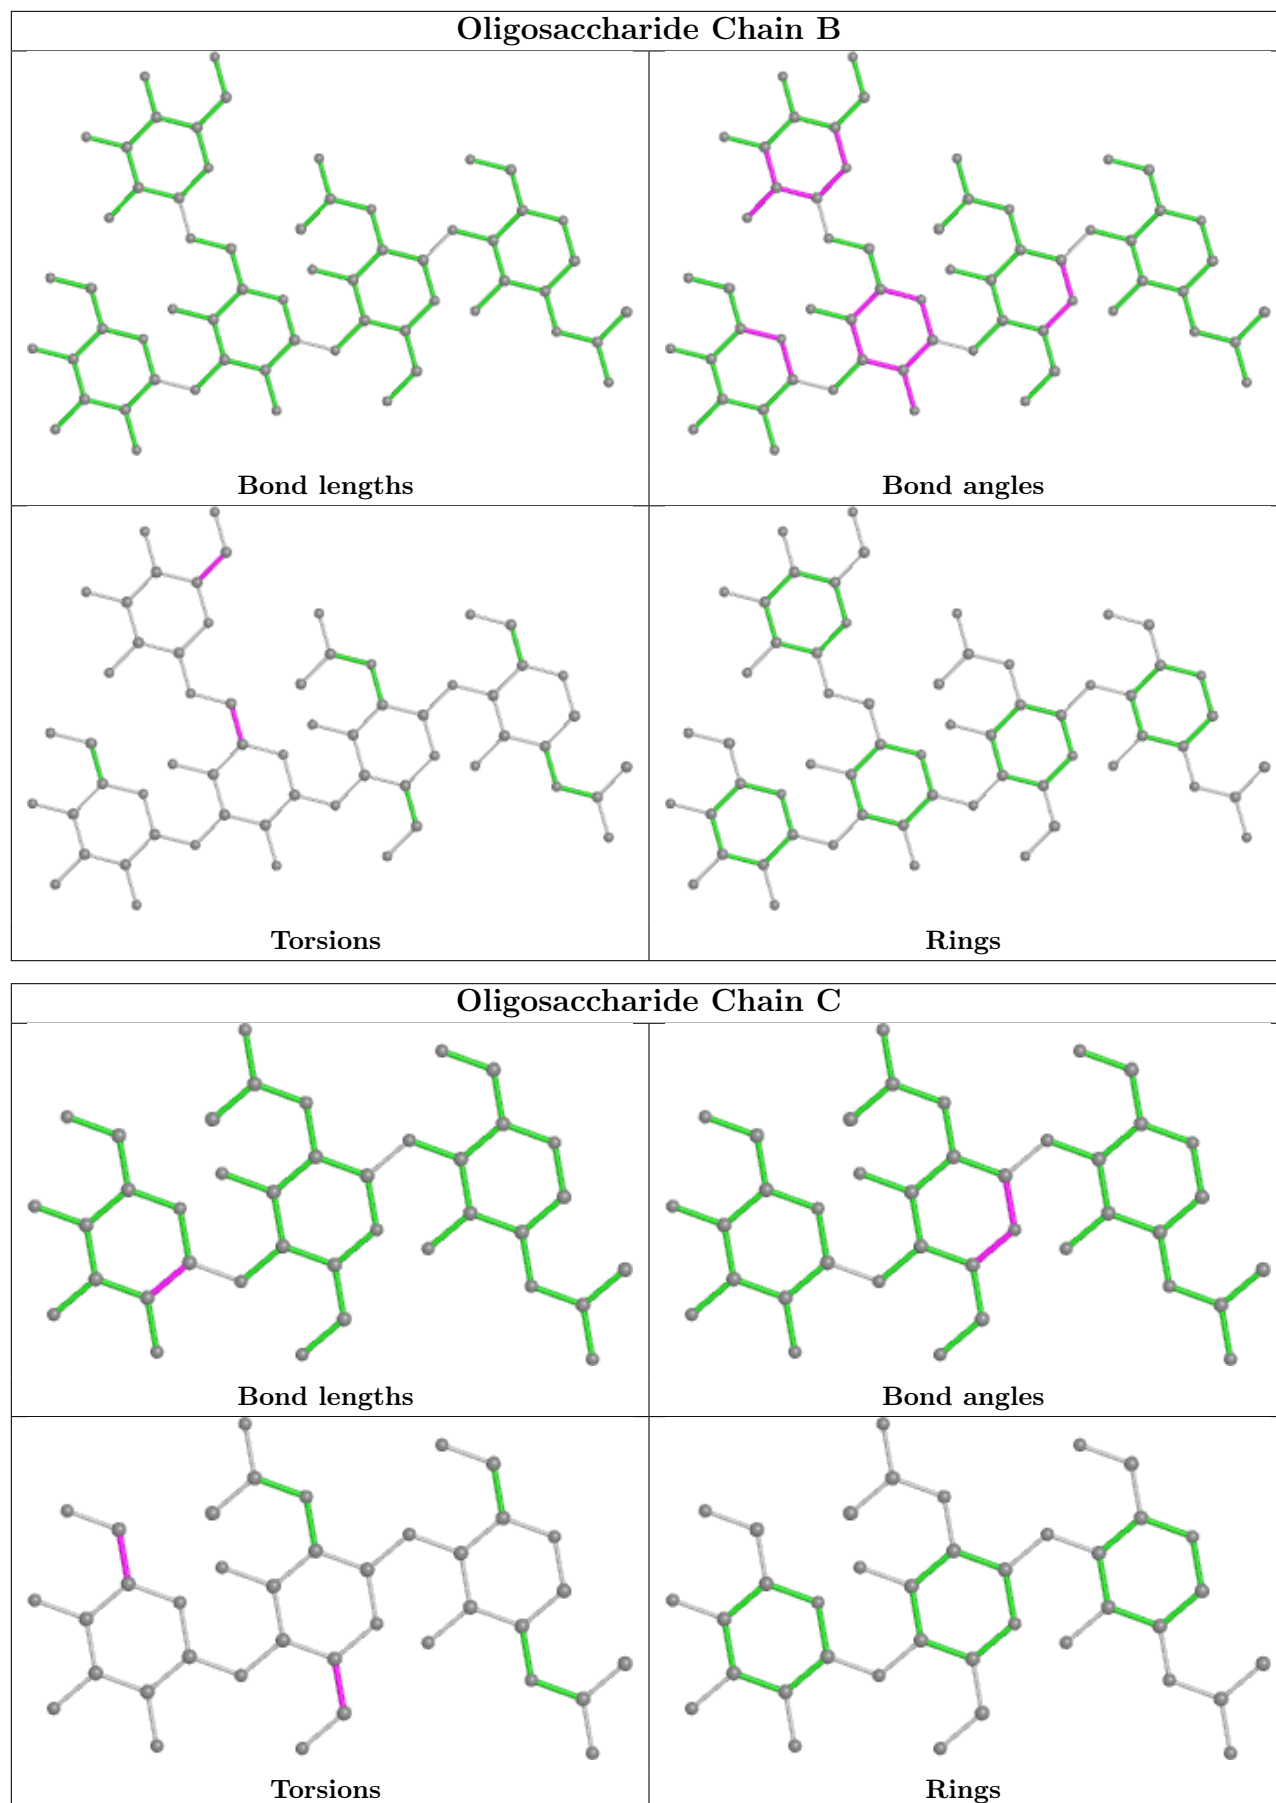 Oligosaccharide Chain B
Bond lengths
Bond angles
Torsions
Rings
Oligosaccharide Chain C
Bond lengths
Bond angles
Torsions
Rings